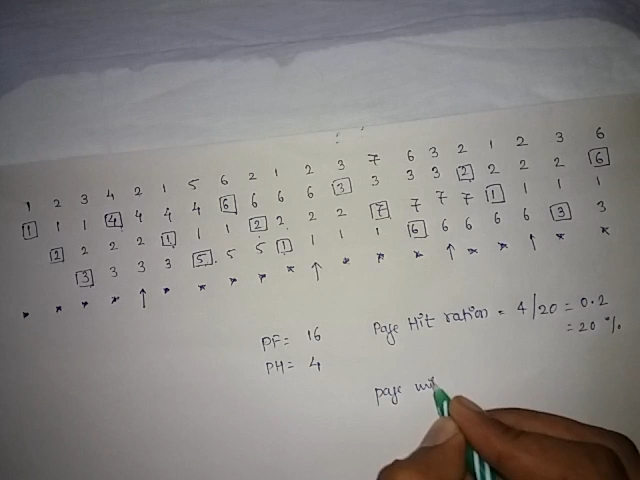 1 2 3 4 2 1 5 6 2 1 2 3 7 6 3 2 1 2 3 6
1 1 1 4 4 4 4 6 6 6 6 3 3 3 3 2 2 2 2 6
2 2 2 2 1 1 1 2 2 2 2 7 7 7 7 1 1 1 1
3 3 3 3 5 5 5 1 1 1 1 6 6 6 6 6 3 3
* * * * ↑ * * * * * ↑ * * * ↑ * * ↑ * *
PF = 16
PH = 4
Page Hit ration = 4/20 = 0.2
= 20 %.
page mi